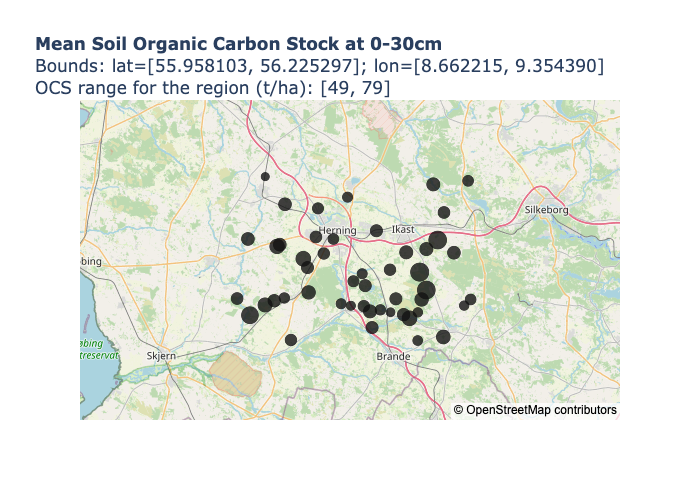 Mean Soil Organic Carbon Stock at 0-30cm
Bounds: lat=[55.958103, 56.225297]; lon=[8.662215, 9.354390]
OCS range for the region (t/ha): [49, 79]
Silkeborg
Herning
Ikast
bing
Skjern
øbing
treservat
Brande
© OpenStreetMap contributors